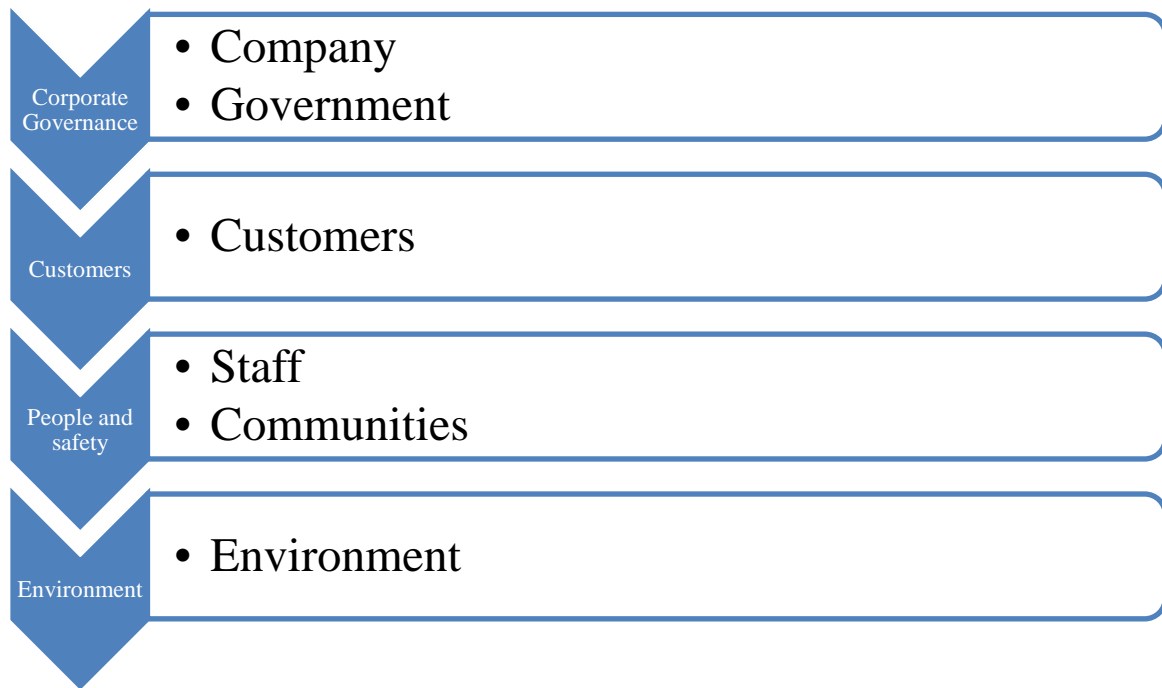 Corporate
Governance
• Company
• Government
Customers
• Customers
People and
safety
• Staff
• Communities
Environment
• Environment